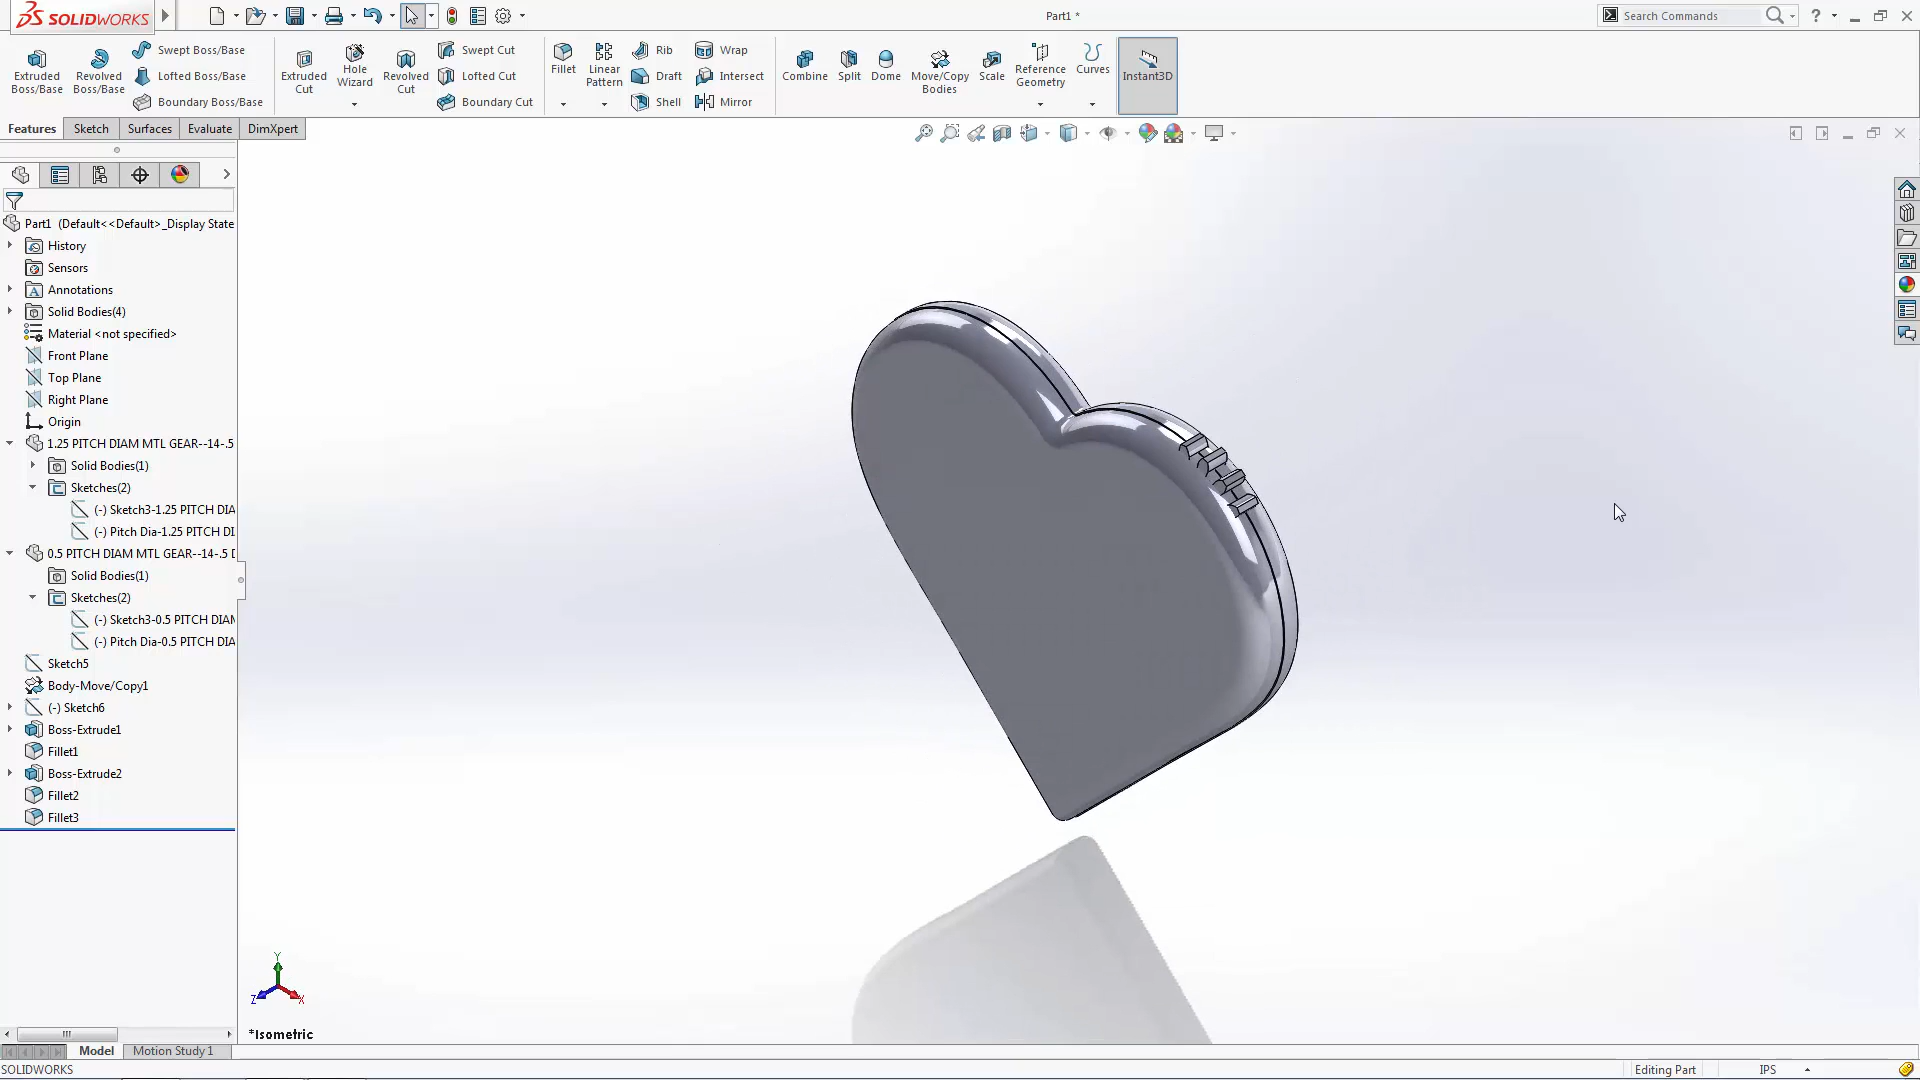 SOLIDWORKS
Part1 *
Search Commands
Extruded Boss/Base
Revolved Boss/Base
Swept Boss/Base
Lofted Boss/Base
Boundary Boss/Base
Extruded Cut
Hole Wizard
Revolved Cut
Swept Cut
Lofted Cut
Boundary Cut
Fillet
Linear Pattern
Rib
Draft
Shell
Wrap
Intersect
Mirror
Combine
Split
Dome
Move/Copy Bodies
Scale
Reference Geometry
Curves
Instant3D
Features
Sketch
Surfaces
Evaluate
DimXpert
Part1 (Default<<Default>_Display State
History
Sensors
Annotations
Solid Bodies(4)
Material <not specified>
Front Plane
Top Plane
Right Plane
Origin
1.25 PITCH DIAM MTL GEAR--14-.5
Solid Bodies(1)
Sketches(2)
(-) Sketch3-1.25 PITCH DIA
(-) Pitch Dia-1.25 PITCH DI
0.5 PITCH DIAM MTL GEAR--14-.5 D
Solid Bodies(1)
Sketches(2)
(-) Sketch3-0.5 PITCH DIAM
(-) Pitch Dia-0.5 PITCH DIA
Sketch5
Body-Move/Copy1
(-) Sketch6
Boss-Extrude1
Fillet1
Boss-Extrude2
Fillet2
Fillet3
Y
Z
X
*Isometric
Model
Motion Study 1
SOLIDWORKS
Editing Part
IPS